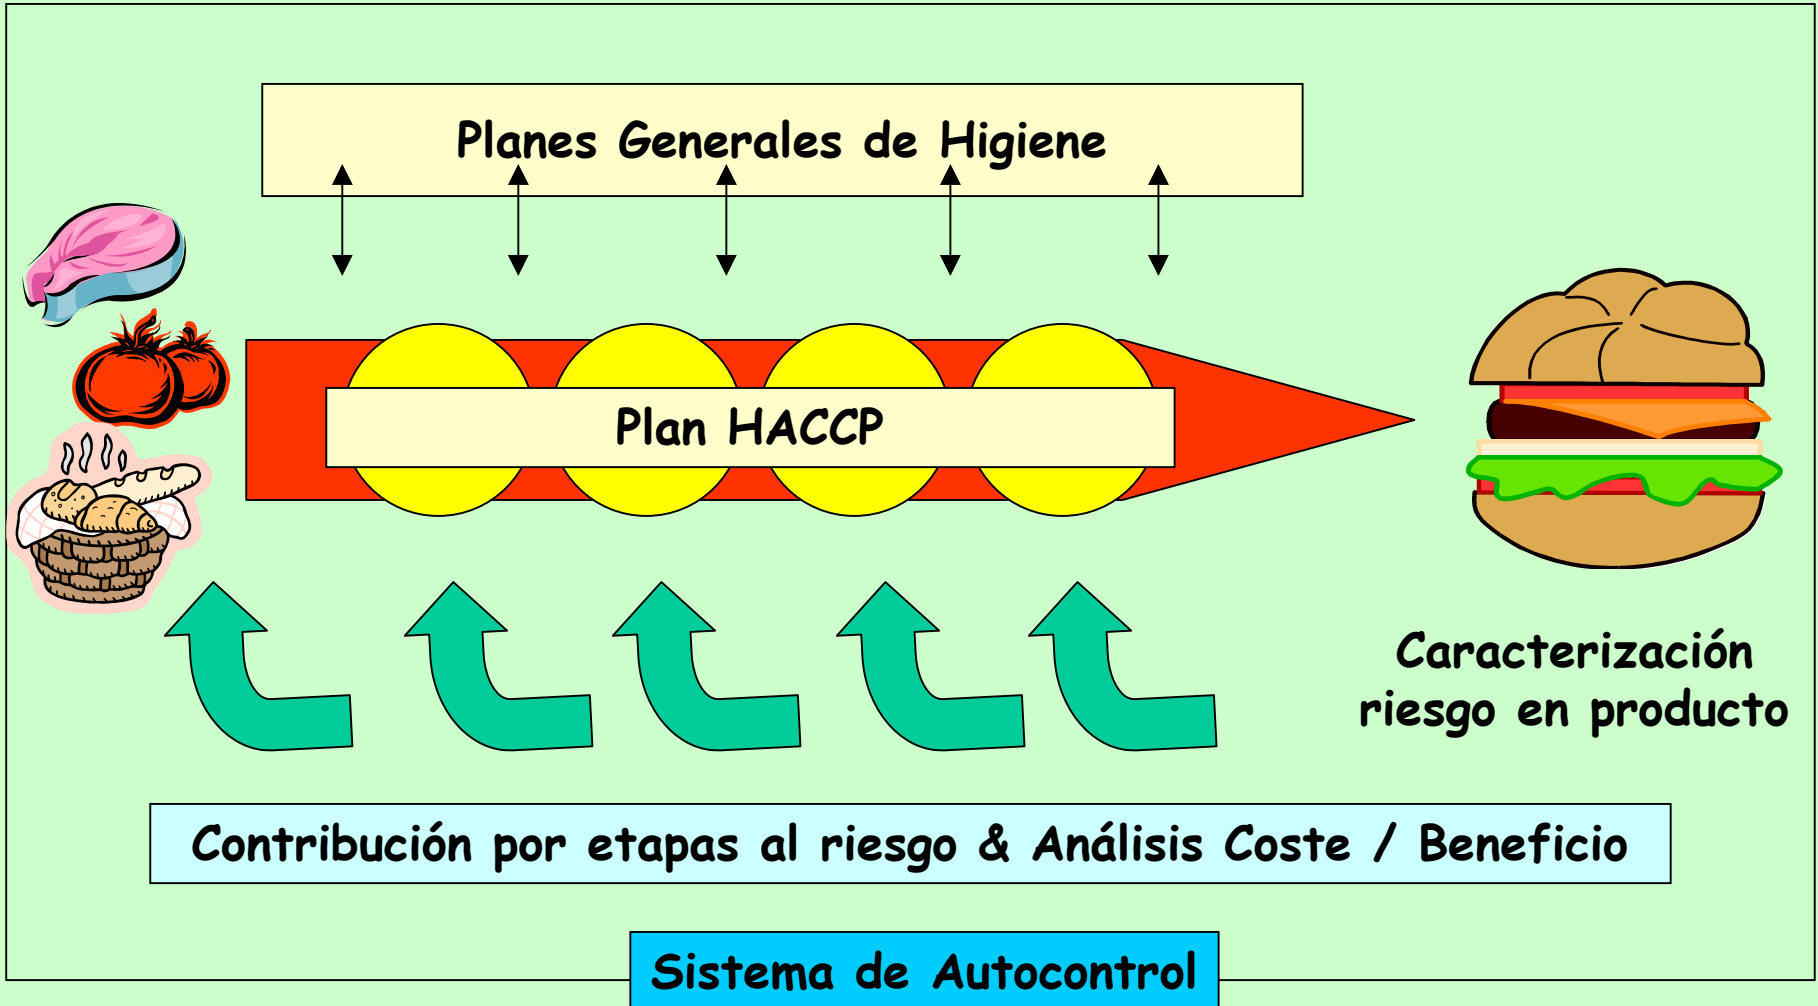 Planes Generales de Higiene
Plan HACCP
Caracterización
riesgo en producto
Contribución por etapas al riesgo & Análisis Coste / Beneficio
Sistema de Autocontrol